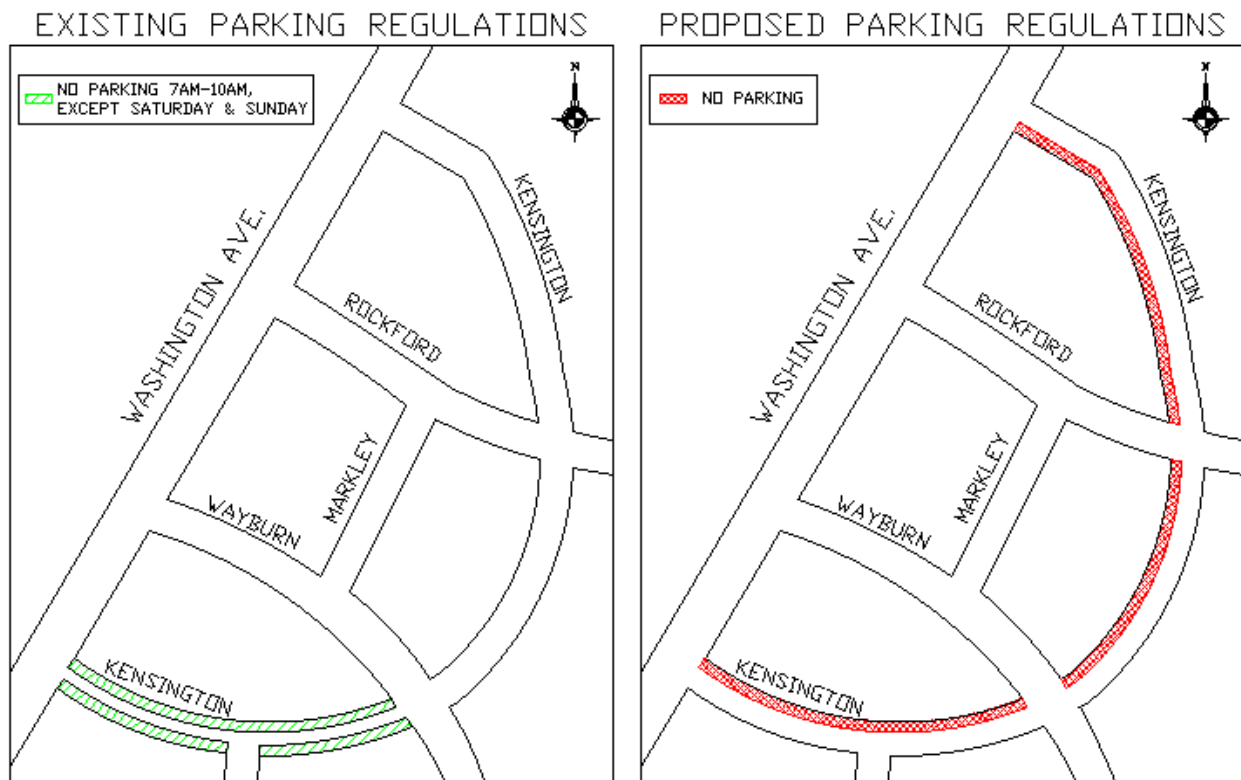 EXISTING PARKING REGULATIONS
NO PARKING 7AM-10AM,
EXCEPT SATURDAY & SUNDAY
N
KENSINGTON
WASHINGTON AVE.
ROCKFORD
MARKLEY
WAYBURN
KENSINGTON
PROPOSED PARKING REGULATIONS
NO PARKING
N
KENSINGTON
WASHINGTON AVE.
ROCKFORD
MARKLEY
WAYBURN
KENSINGTON